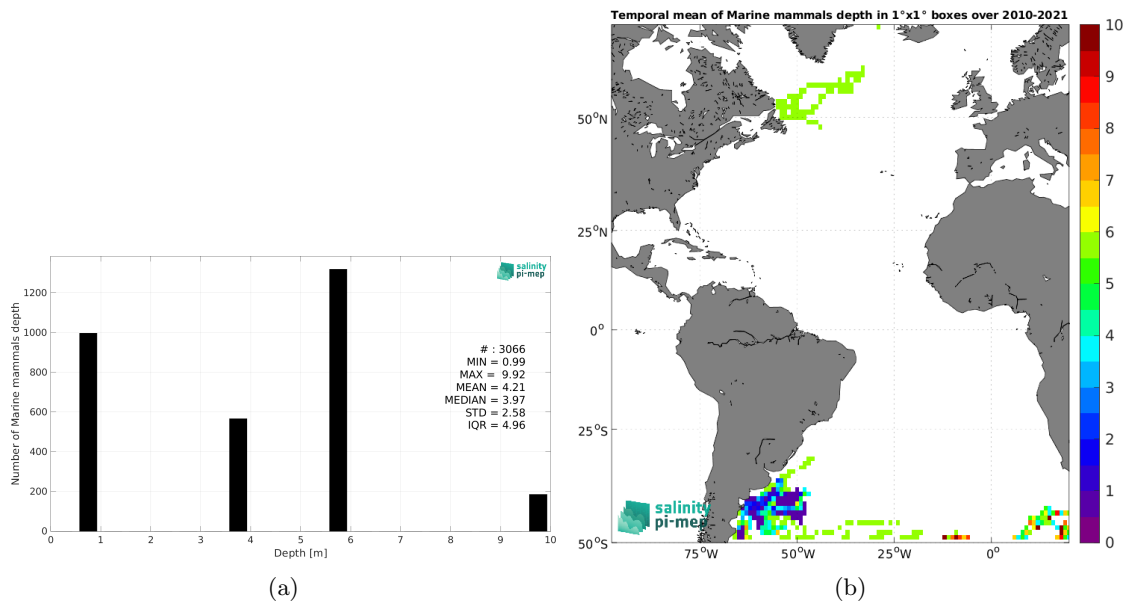 salinity
pi-mep
Number of Marine mammals depth
1200
1000
800
600
400
200
0
# : 3066
MIN = 0.99
MAX = 9.92
MEAN = 4.21
MEDIAN = 3.97
STD = 2.58
IQR = 4.96
0 1 2 3 4 5 6 7 8 9 10
Depth [m]
(a)
Temporal mean of Marine mammals depth in 1°x1° boxes over 2010-2021
50°N
25°N
0°
25°S
50°S
75°W 50°W 25°W 0°
salinity
pi-mep
10
9
8
7
6
5
4
3
2
1
0
(b)